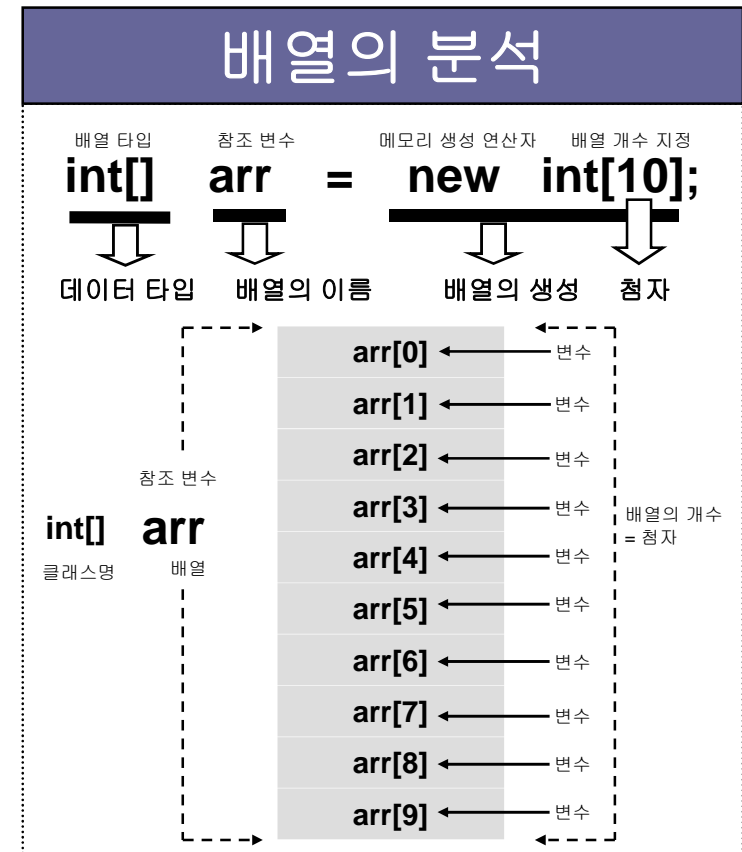 배열의 분석
배열 타입 참조 변수 메모리 생성 연산자 배열 개수 지정
int[] arr = new int[10];
데이터 타입 배열의 이름 배열의 생성 첨자
arr[0] 변수
arr[1] 변수
arr[2] 변수
참조 변수
arr[3] 변수
배열의 개수
= 첨자
int[] arr
클래스명 배열
arr[4] 변수
arr[5] 변수
arr[6] 변수
arr[7] 변수
arr[8] 변수
arr[9] 변수